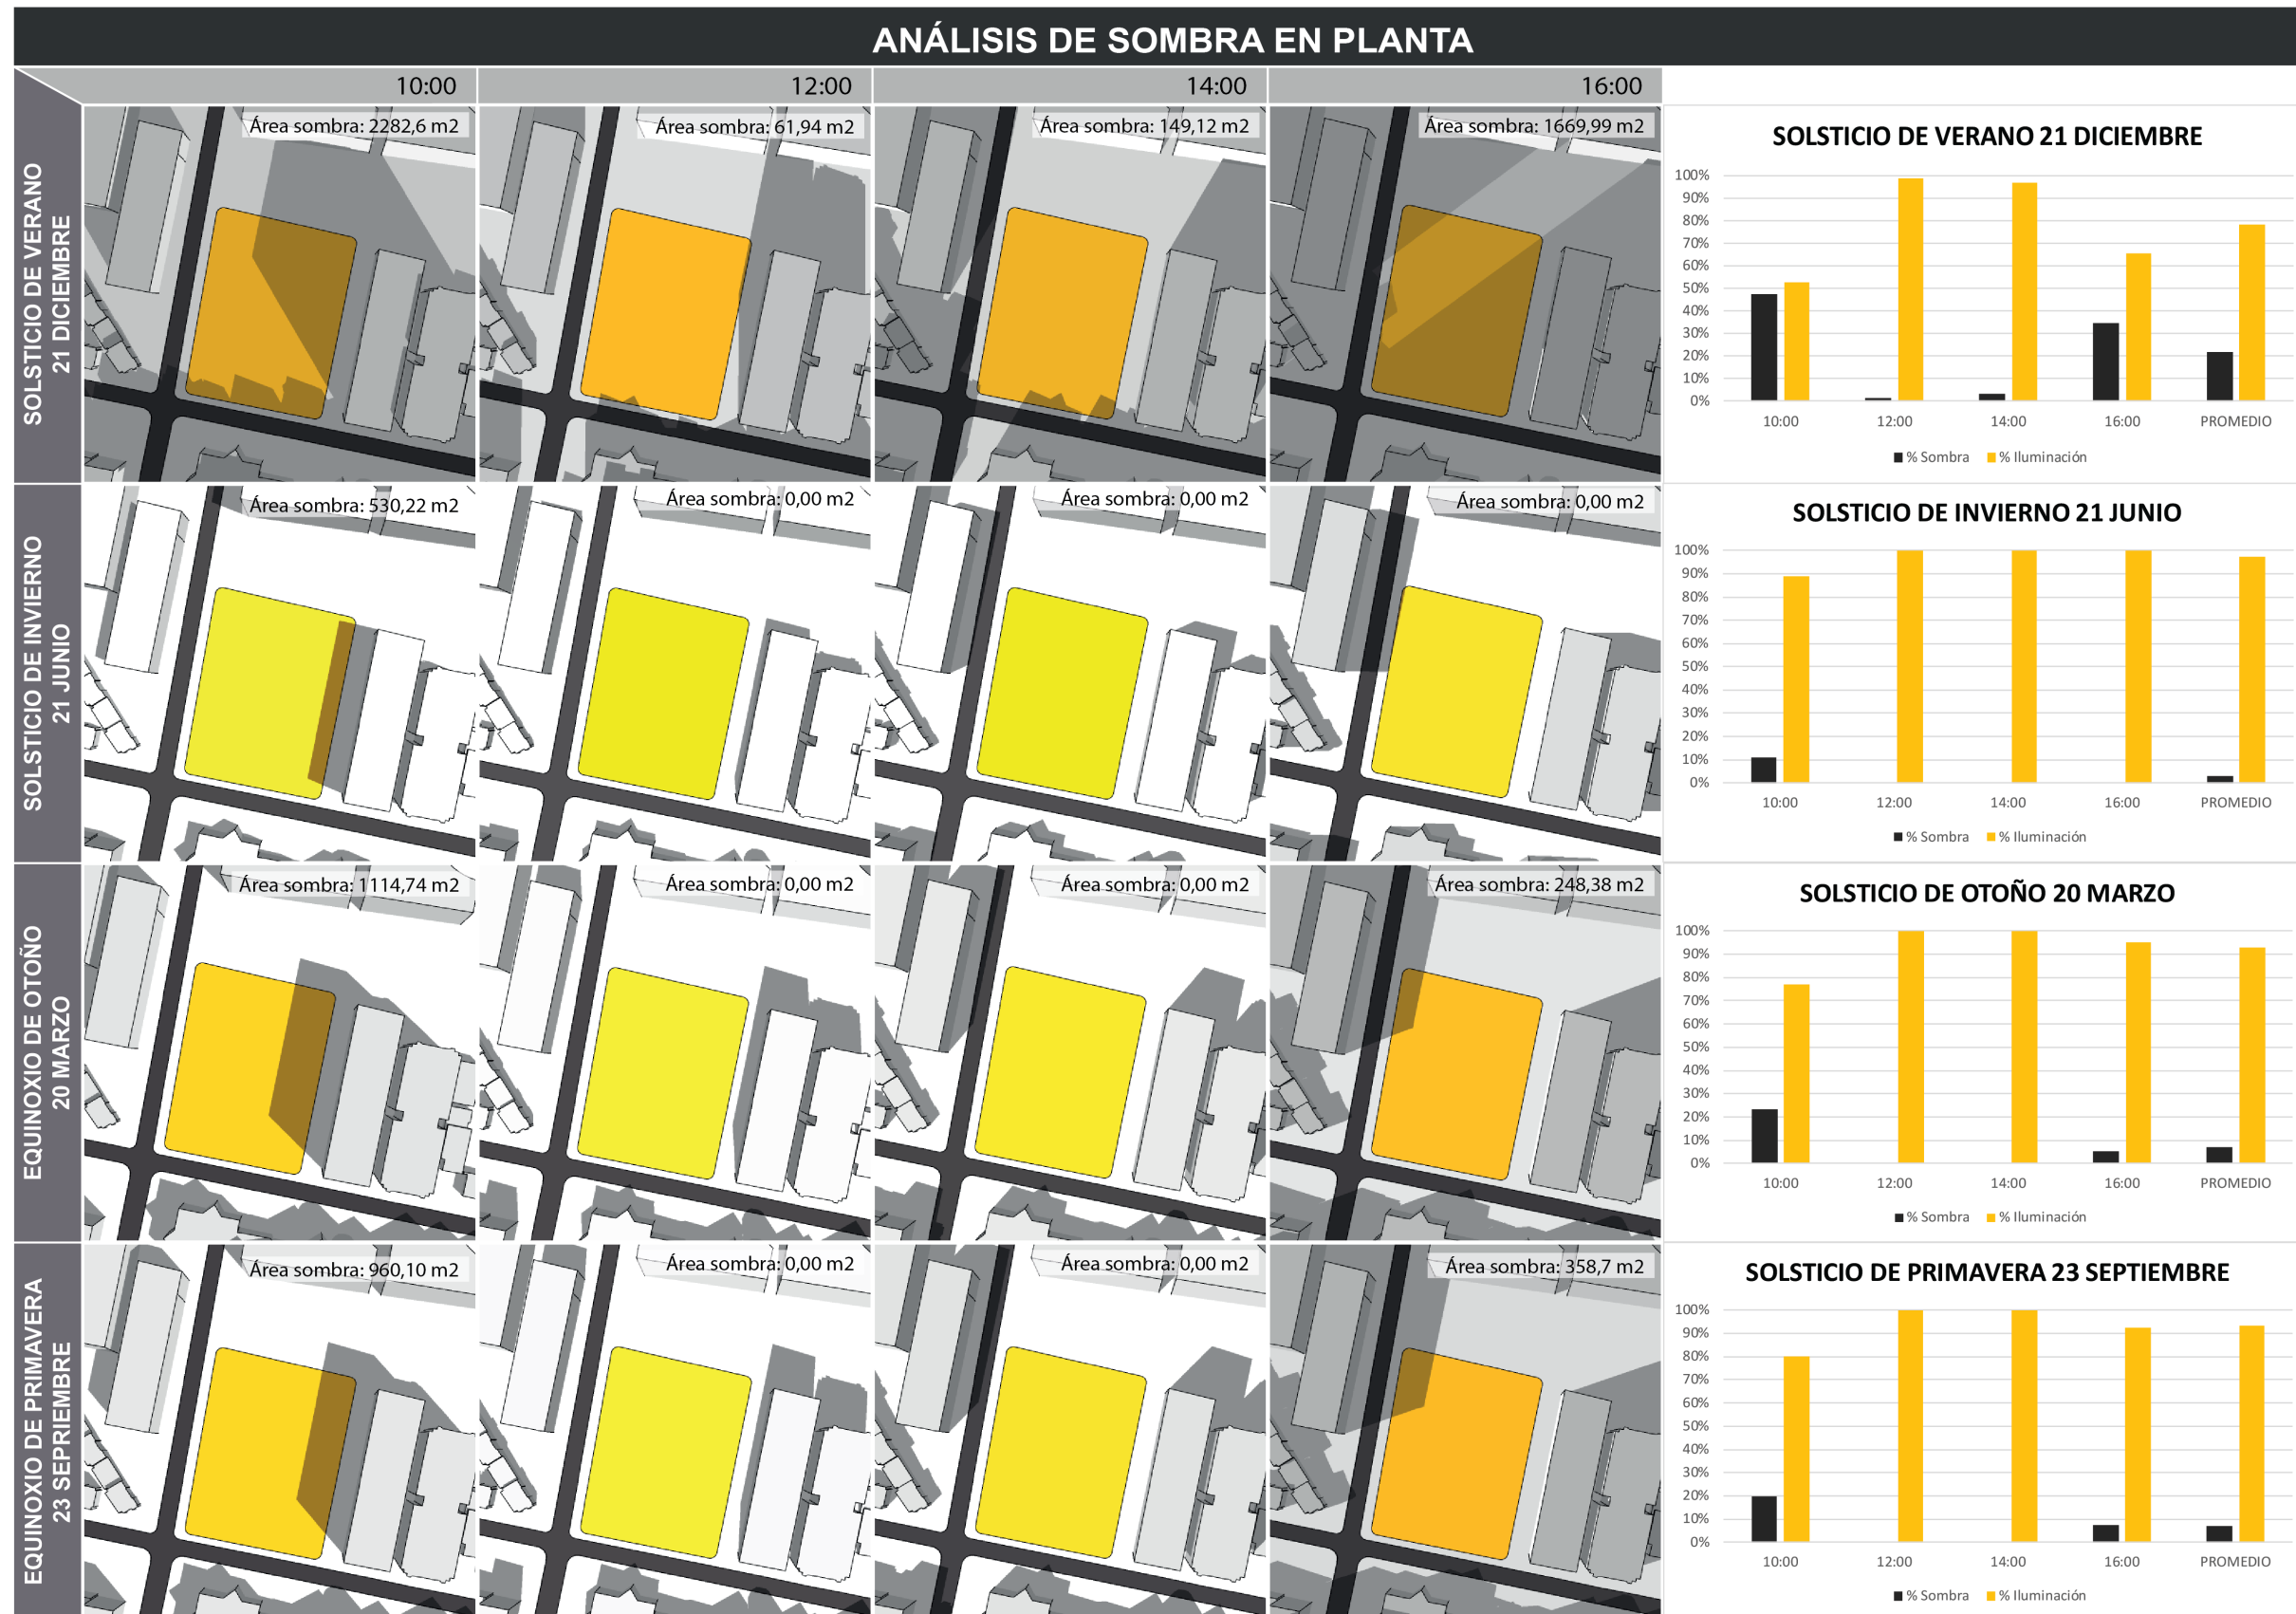 ANÁLISIS DE SOMBRA EN PLANTA
10:00
12:00
14:00
16:00
SOLSTICIO DE VERANO
21 DICIEMBRE
Área sombra: 2282,6 m2
Área sombra: 61,94 m2
Área sombra: 149,12 m2
Área sombra: 1669,99 m2
SOLSTICIO DE VERANO 21 DICIEMBRE
100%
90%
80%
70%
60%
50%
40%
30%
20%
10%
0%
10:00 12:00 14:00 16:00 PROMEDIO
% Sombra % Iluminación
SOLSTICIO DE INVIERNO
21 JUNIO
Área sombra: 530,22 m2
Área sombra: 0,00 m2
Área sombra: 0,00 m2
Área sombra: 0,00 m2
SOLSTICIO DE INVIERNO 21 JUNIO
100%
90%
80%
70%
60%
50%
40%
30%
20%
10%
0%
10:00 12:00 14:00 16:00 PROMEDIO
% Sombra % Iluminación
EQUINOXIO DE OTOÑO
20 MARZO
Área sombra: 1114,74 m2
Área sombra: 0,00 m2
Área sombra: 0,00 m2
Área sombra: 248,38 m2
SOLSTICIO DE OTOÑO 20 MARZO
100%
90%
80%
70%
60%
50%
40%
30%
20%
10%
0%
10:00 12:00 14:00 16:00 PROMEDIO
% Sombra % Iluminación
EQUINOXIO DE PRIMAVERA
23 SEPRIEMBRE
Área sombra: 960,10 m2
Área sombra: 0,00 m2
Área sombra: 0,00 m2
Área sombra: 358,7 m2
SOLSTICIO DE PRIMAVERA 23 SEPTIEMBRE
100%
90%
80%
70%
60%
50%
40%
30%
20%
10%
0%
10:00 12:00 14:00 16:00 PROMEDIO
% Sombra % Iluminación